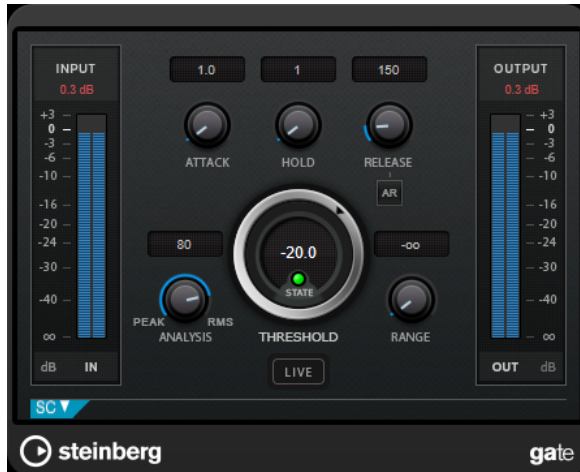 INPUT
0.3 dB
+3
0
-3
-6
-10
-16
-20
-24
-30
-40
∞
dB IN
1.0 1 150
ATTACK HOLD RELEASE
AR
80 -20.0 -∞
STATE
PEAK RMS
ANALYSIS THRESHOLD RANGE
LIVE
OUTPUT
0.3 dB
+3
0
-3
-6
-10
-16
-20
-24
-30
-40
∞
OUT dB
SC
steinberg gate